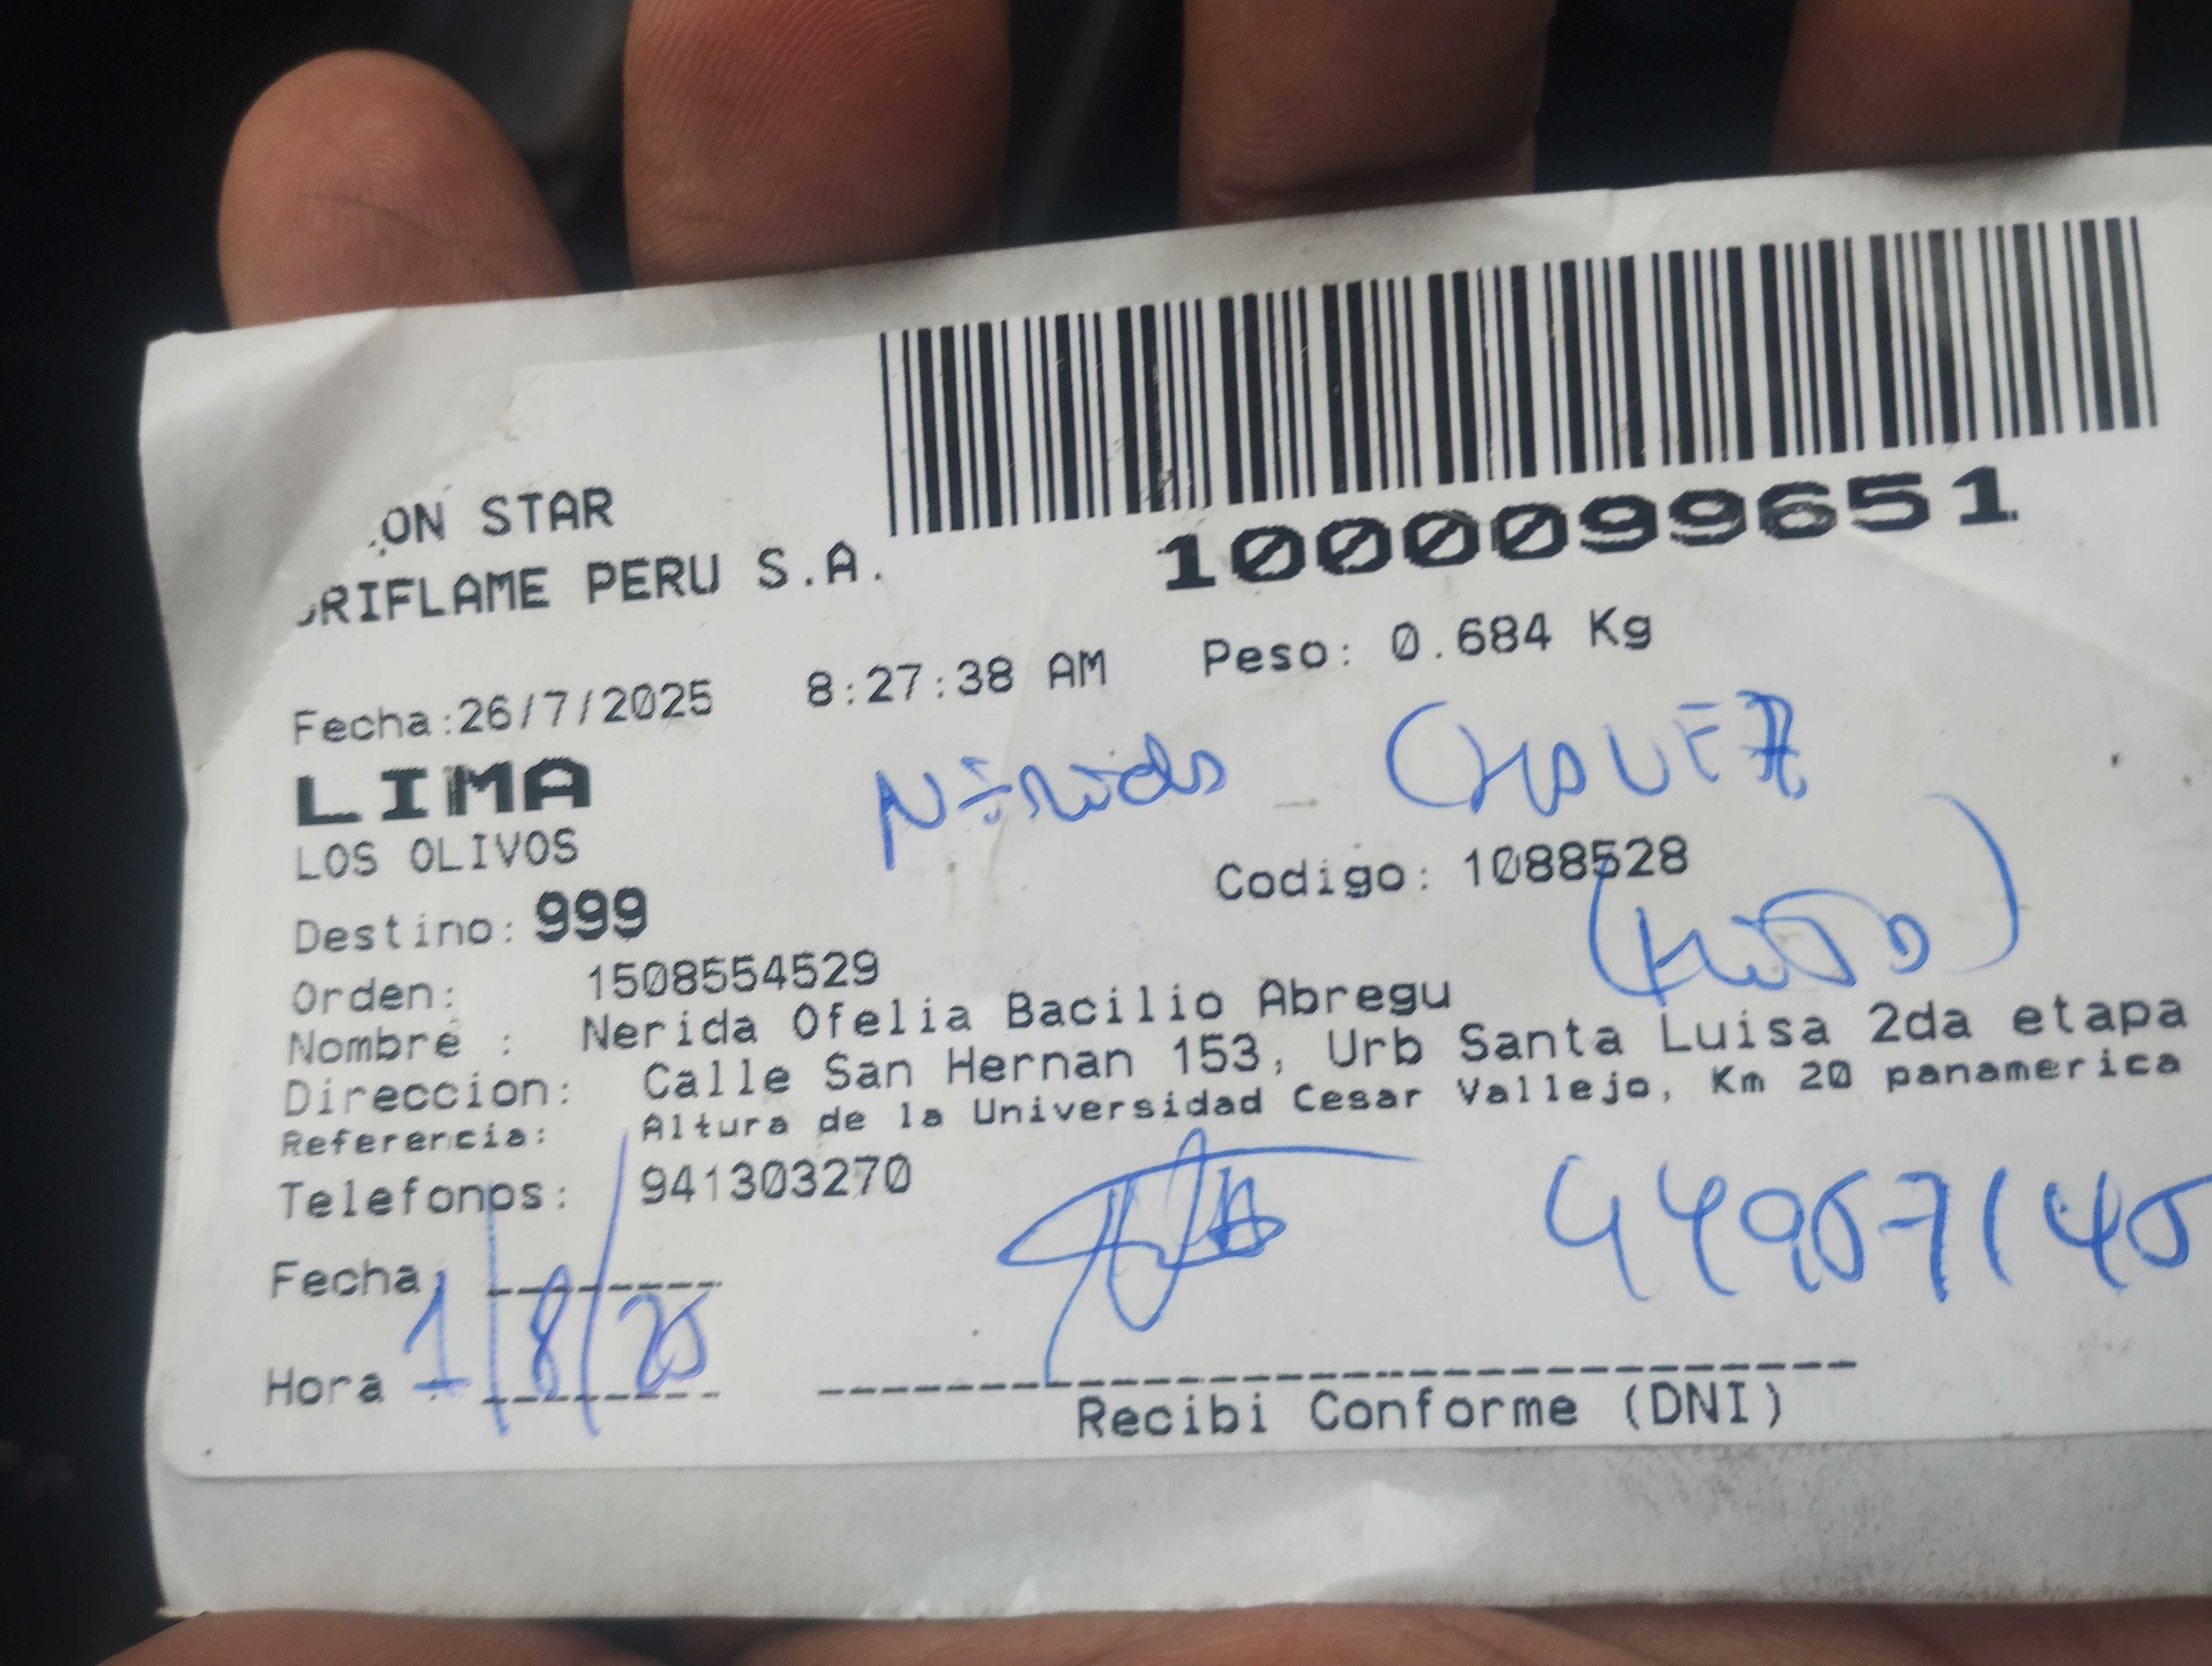 ON STAR
ORIFLAME PERU S.A.
1000099651
Fecha:26/7/2025 8:27:38 AM Peso: 0.684 Kg
LIMA
CHAVEZ
LOS OLIVOS
Codigo: 1088528
Destino: 999
Orden: 1508554529
Nombre : Nerida Ofelia Bacilio Abregu
Direccion: Calle San Hernan 153, Urb Santa Luisa 2da etapa
Referencia: Altura de la Universidad Cesar Vallejo, Km 20 panamerica
Telefonos: 941303270
44957145
Fecha
Hora 1/8/25
Recibi Conforme (DNI)